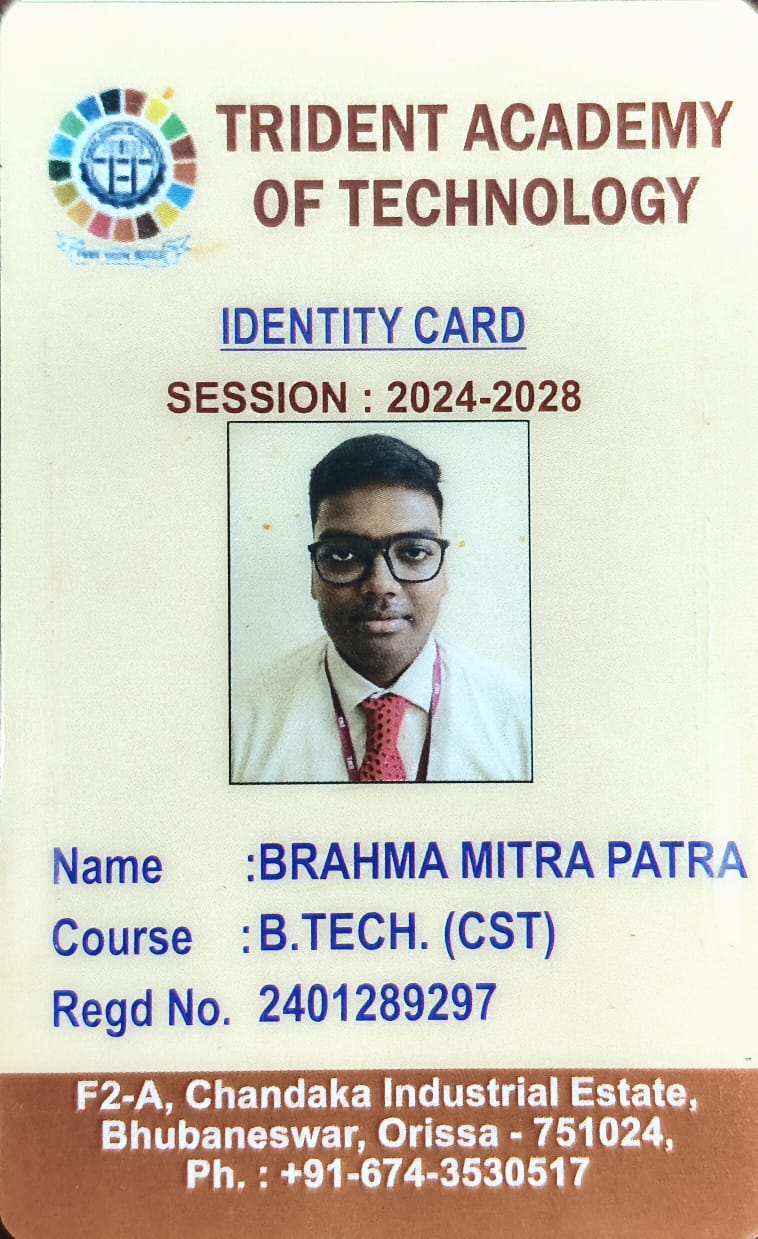 TRIDENT ACADEMY
OF TECHNOLOGY
IDENTITY CARD
SESSION : 2024-2028
Name :BRAHMA MITRA PATRA
Course :B.TECH. (CST)
Regd No. 2401289297
F2-A, Chandaka Industrial Estate,
Bhubaneswar, Orissa - 751024,
Ph. : +91-674-3530517